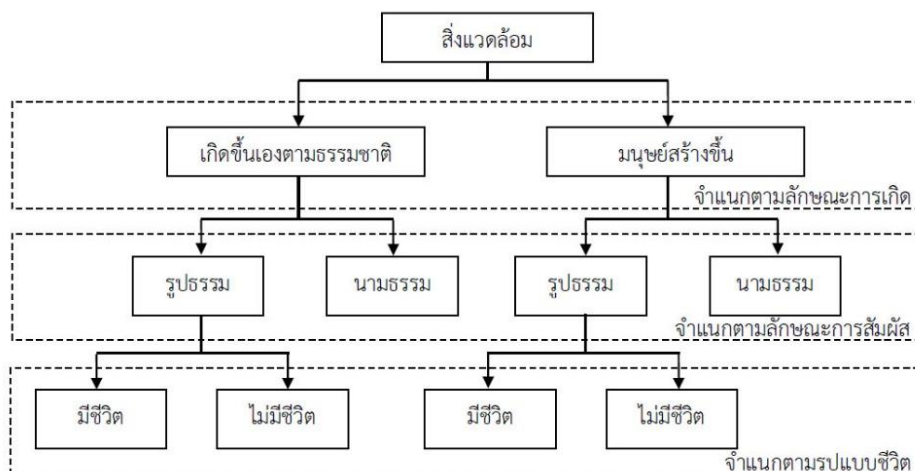 สิ่งแวดล้อม
เกิดขึ้นเองตามธรรมชาติ
มนุษย์สร้างขึ้น
จำแนกตามลักษณะการเกิด
รูปธรรม
นามธรรม
รูปธรรม
นามธรรม
จำแนกตามลักษณะการสัมผัส
มีชีวิต
ไม่มีชีวิต
มีชีวิต
ไม่มีชีวิต
จำแนกตามรูปแบบชีวิต